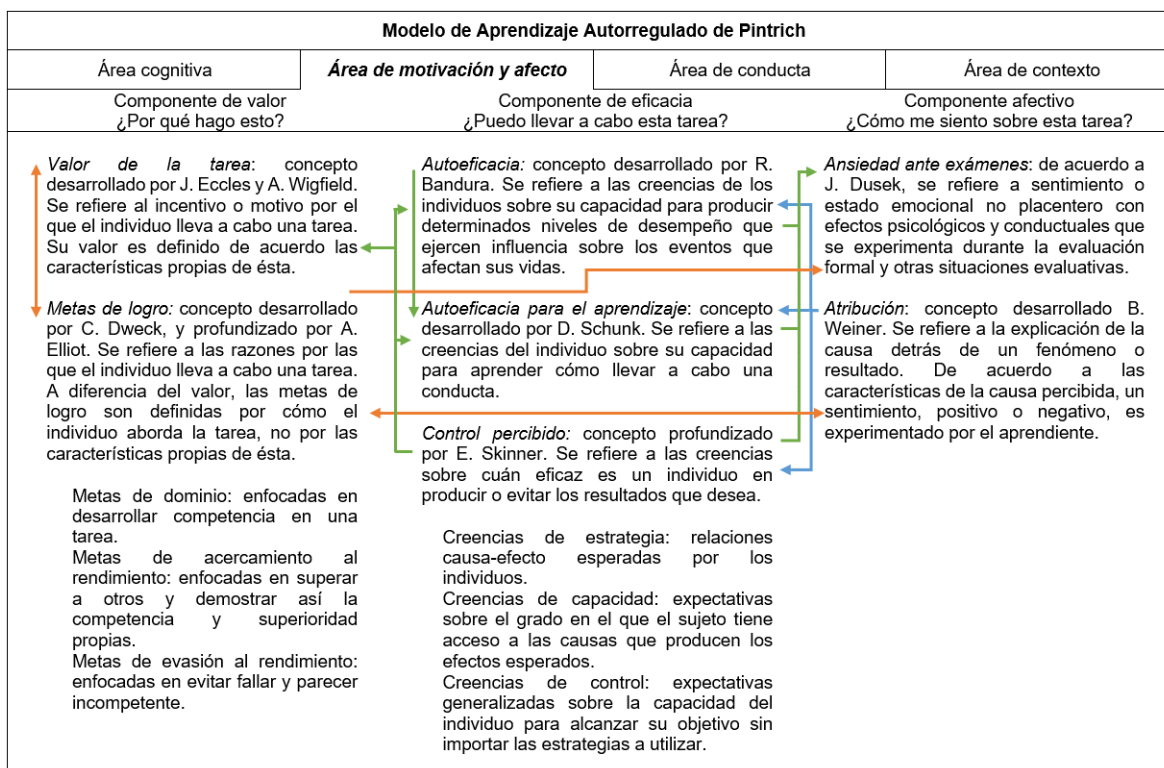 Modelo de Aprendizaje Autorregulado de Pintrich
Área cognitiva
Área de motivación y afecto
Área de conducta
Área de contexto
Componente de valor
¿Por qué hago esto?
Componente de eficacia
¿Puedo llevar a cabo esta tarea?
Componente afectivo
¿Cómo me siento sobre esta tarea?
Valor de la tarea: concepto
desarrollado por J. Eccles y A. Wigfield.
Se refiere al incentivo o motivo por el
que el individuo lleva a cabo una tarea.
Su valor es definido de acuerdo las
características propias de ésta.
Metas de logro: concepto desarrollado
por C. Dweck, y profundizado por A.
Elliot. Se refiere a las razones por las
que el individuo lleva a cabo una tarea.
A diferencia del valor, las metas de
logro son definidas por cómo el
individuo aborda la tarea, no por las
características propias de ésta.
Metas de dominio: enfocadas en
desarrollar competencia en una
tarea.
Metas de acercamiento al
rendimiento: enfocadas en superar
a otros y demostrar así la
competencia y superioridad
propias.
Metas de evasión al rendimiento:
enfocadas en evitar fallar y parecer
incompetente.
Autoeficacia: concepto desarrollado por R.
Bandura. Se refiere a las creencias de los
individuos sobre su capacidad para producir
determinados niveles de desempeño que
ejercen influencia sobre los eventos que
afectan sus vidas.
Autoeficacia para el aprendizaje: concepto
desarrollado por D. Schunk. Se refiere a las
creencias del individuo sobre su capacidad
para aprender cómo llevar a cabo una
conducta.
Control percibido: concepto profundizado
por E. Skinner. Se refiere a las creencias
sobre cuán eficaz es un individuo en
producir o evitar los resultados que desea.
Creencias de estrategia: relaciones
causa-efecto esperadas por los
individuos.
Creencias de capacidad: expectativas
sobre el grado en el que el sujeto tiene
acceso a las causas que producen los
efectos esperados.
Creencias de control: expectativas
generalizadas sobre la capacidad del
individuo para alcanzar su objetivo sin
importar las estrategias a utilizar.
Ansiedad ante exámenes: de acuerdo a
J. Dusek, se refiere a sentimiento o
estado emocional no placentero con
efectos psicológicos y conductuales que
se experimenta durante la evaluación
formal y otras situaciones evaluativas.
Atribución: concepto desarrollado B.
Weiner. Se refiere a la explicación de la
causa detrás de un fenómeno o
resultado. De acuerdo a las
características de la causa percibida, un
sentimiento, positivo o negativo, es
experimentado por el aprendiente.